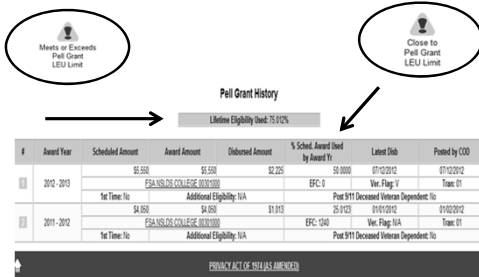 Meets or Exceeds
Pell Grant
LEU Limit
Close to
Pell Grant
LEU Limit
Pell Grant History
Lifetime Eligibility Used: 75.012%
# Award Year Scheduled Amount Award Amount Disbursed Amount % Sched. Award Used by Award Yr Latest Disb Posted by COD
1 2012 - 2013 $5,550 $5,550 $2,225 50.0000 07/12/2012 07/12/2012
FSA NSLDS COLLEGE 00301000 EFC: 0 Ver. Flag: V Tran: 01
1st Time: No Additional Eligibility: N/A Post 9/11 Deceased Veteran Dependent: No
2 2011 - 2012 $4,050 $4,050 $1,013 25.0123 01/01/2012 01/02/2012
FSA NSLDS COLLEGE 00301000 EFC: 1240 Ver. Flag: N/A Tran: 01
1st Time: No Additional Eligibility: N/A Post 9/11 Deceased Veteran Dependent: No
PRIVACY ACT OF 1974 (AS AMENDED)